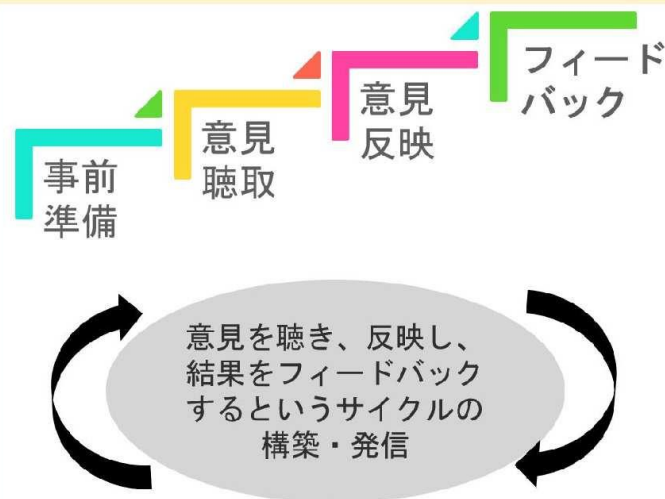 事前
準備
意見
聴取
意見
反映
フィード
バック
意見を聴き、反映し、
結果をフィードバック
するというサイクルの
構築・発信